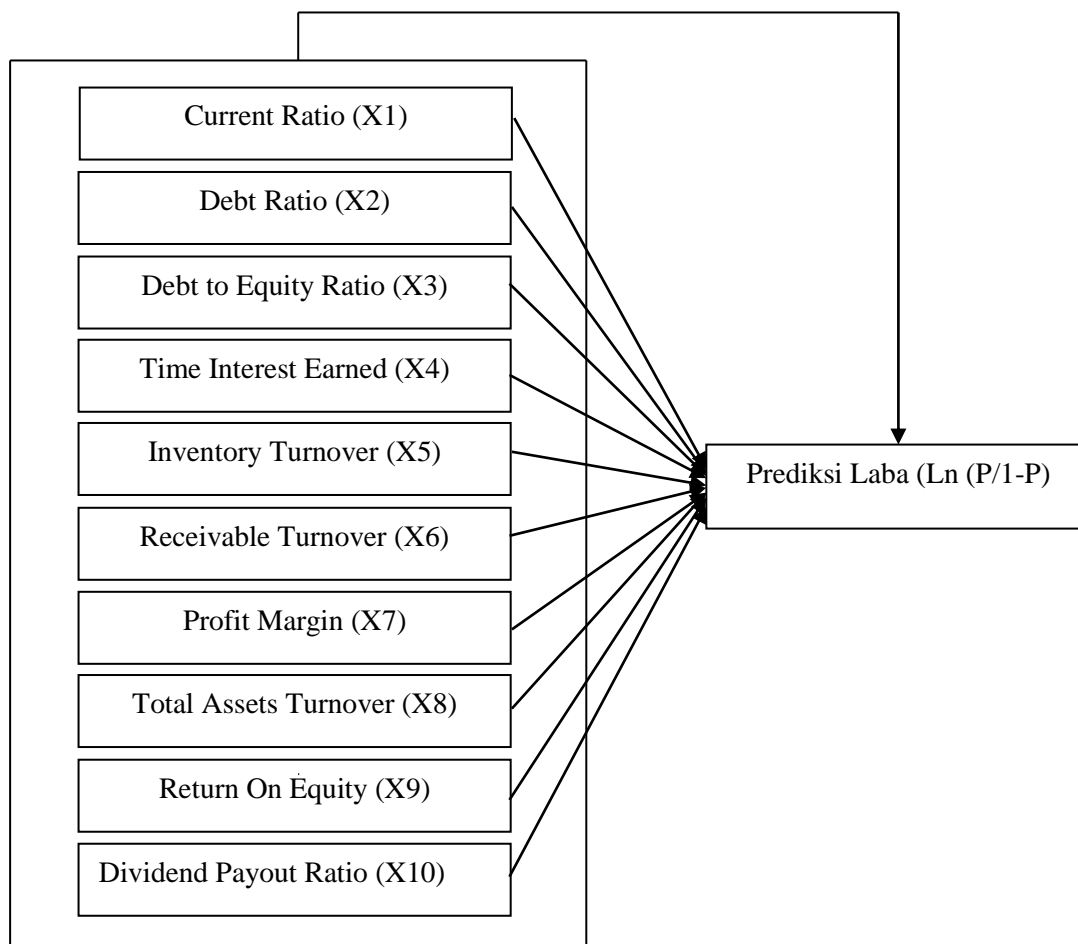 Current Ratio (X1)
Debt Ratio (X2)
Debt to Equity Ratio (X3)
Time Interest Earned (X4)
Inventory Turnover (X5)
Receivable Turnover (X6)
Profit Margin (X7)
Total Assets Turnover (X8)
Return On Equity (X9)
Dividend Payout Ratio (X10)
Prediksi Laba (Ln (P/1-P)